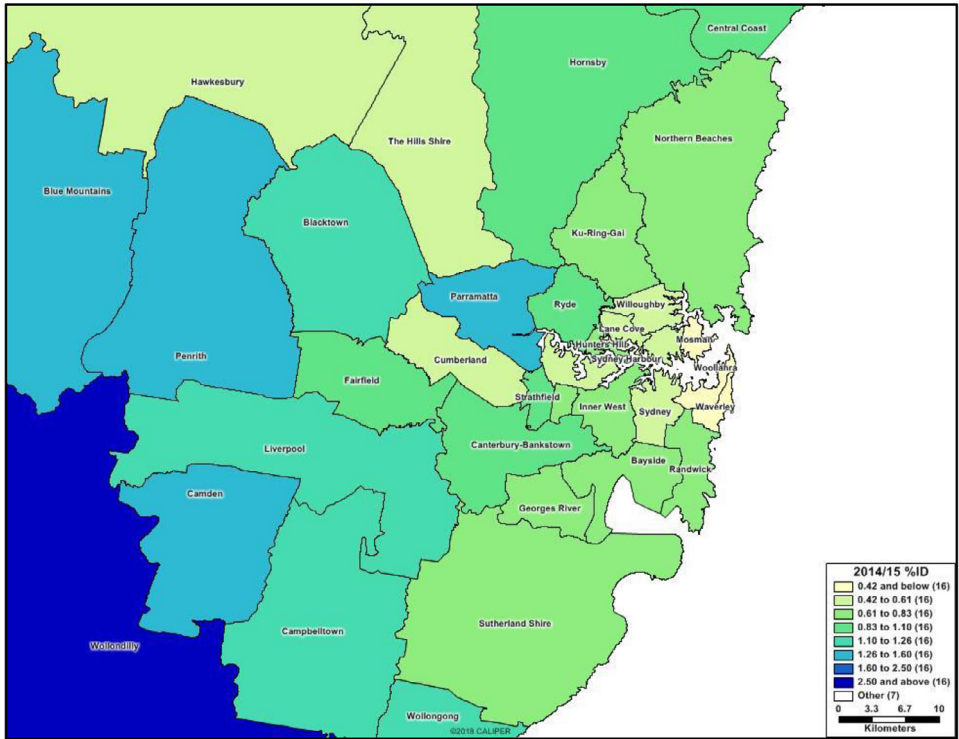 Central Coast
Hornsby
Hawkesbury
Northern Beaches
The Hills Shire
Blue Mountains
Blacktown
Ku-Ring-Gai
Parramatta
Ryde
Willoughby
Lane Cove
Mosman
Hunters Hill
Sydney Harbour
Penrith
Cumberland
Woollahra
Fairfield
Strathfield
Inner West
Sydney
Waverley
Canterbury-Bankstown
Liverpool
Bayside
Randwick
Camden
Georges River
Campbelltown
Sutherland Shire
Wollondilly
Wollongong
©2018 CALIPER
2014/15 %ID
0.42 and below (16)
0.42 to 0.61 (16)
0.61 to 0.83 (16)
0.83 to 1.10 (16)
1.10 to 1.26 (16)
1.26 to 1.60 (16)
1.60 to 2.50 (16)
2.50 and above (16)
Other (7)
0 3.3 6.7 10
Kilometers